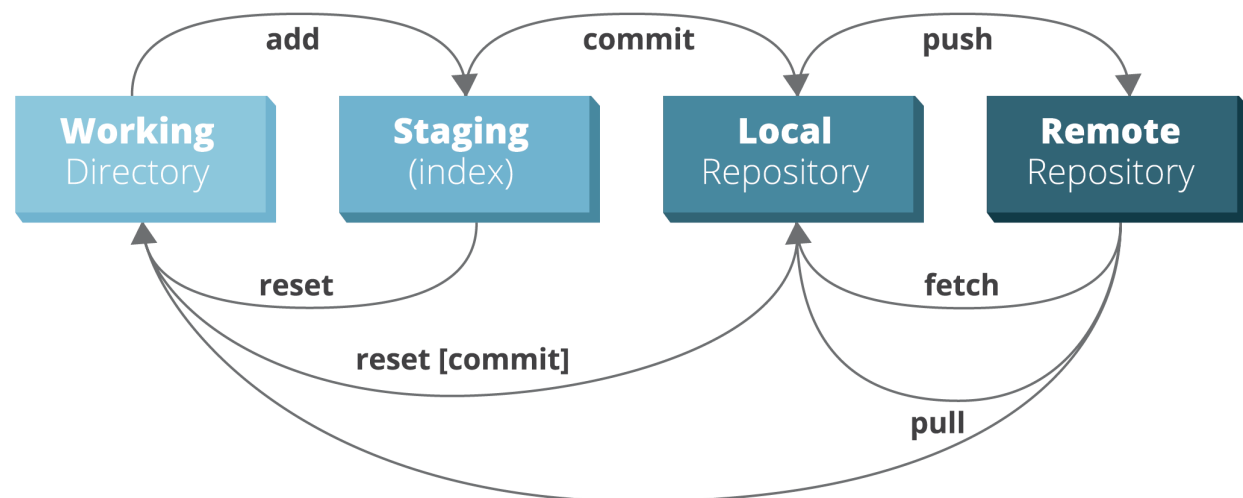 add
commit
push
Working
Directory
Staging
(index)
Local
Repository
Remote
Repository
reset
fetch
reset [commit]
pull